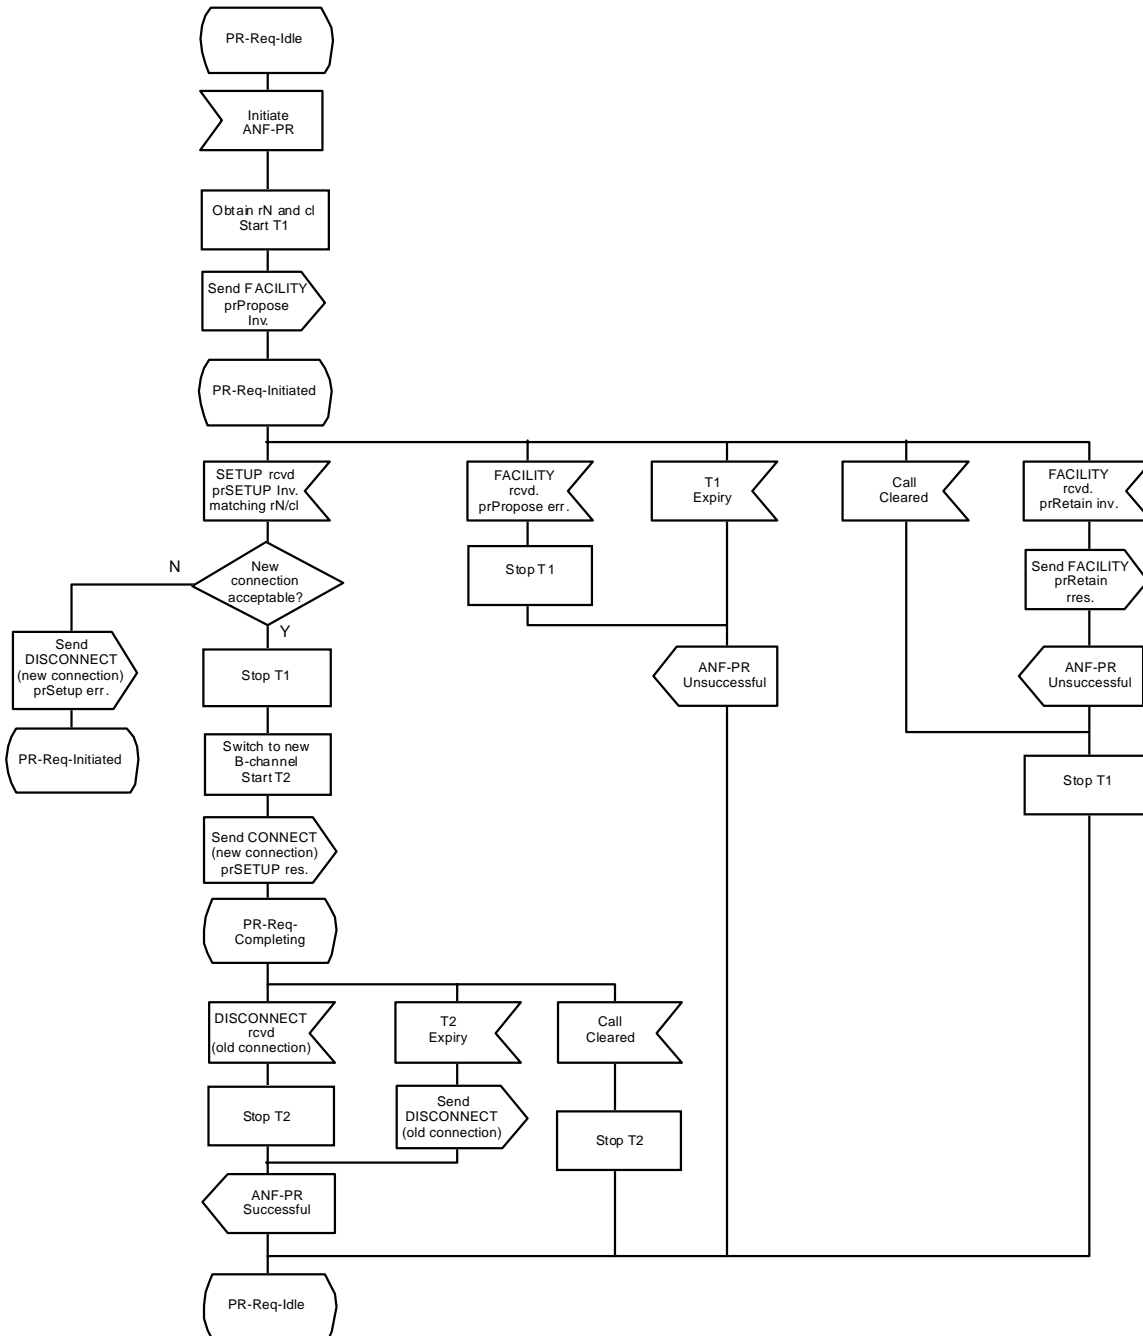 PR-Req-Idle
Initiate
ANF-PR
Obtain rN and cl
Start T1
Send FACILITY
prPropose
Inv.
PR-Req-Initiated
SETUP rcvd
prSETUP Inv.
matching rN/cl
FACILITY
rcvd.
prPropose err.
T1
Expiry
Call
Cleared
FACILITY
rcvd.
prRetain inv.
N
New
connection
acceptable?
Y
Stop T1
Send FACILITY
prRetain
rres.
Send
DISCONNECT
(new connection)
prSetup err.
Stop T1
ANF-PR
Unsuccessful
ANF-PR
Unsuccessful
PR-Req-Initiated
Switch to new
B-channel
Start T2
Stop T1
Send CONNECT
(new connection)
prSETUP res.
PR-Req-
Completing
DISCONNECT
rcvd
(old connection)
T2
Expiry
Call
Cleared
Stop T2
Send
DISCONNECT
(old connection)
Stop T2
ANF-PR
Successful
PR-Req-Idle